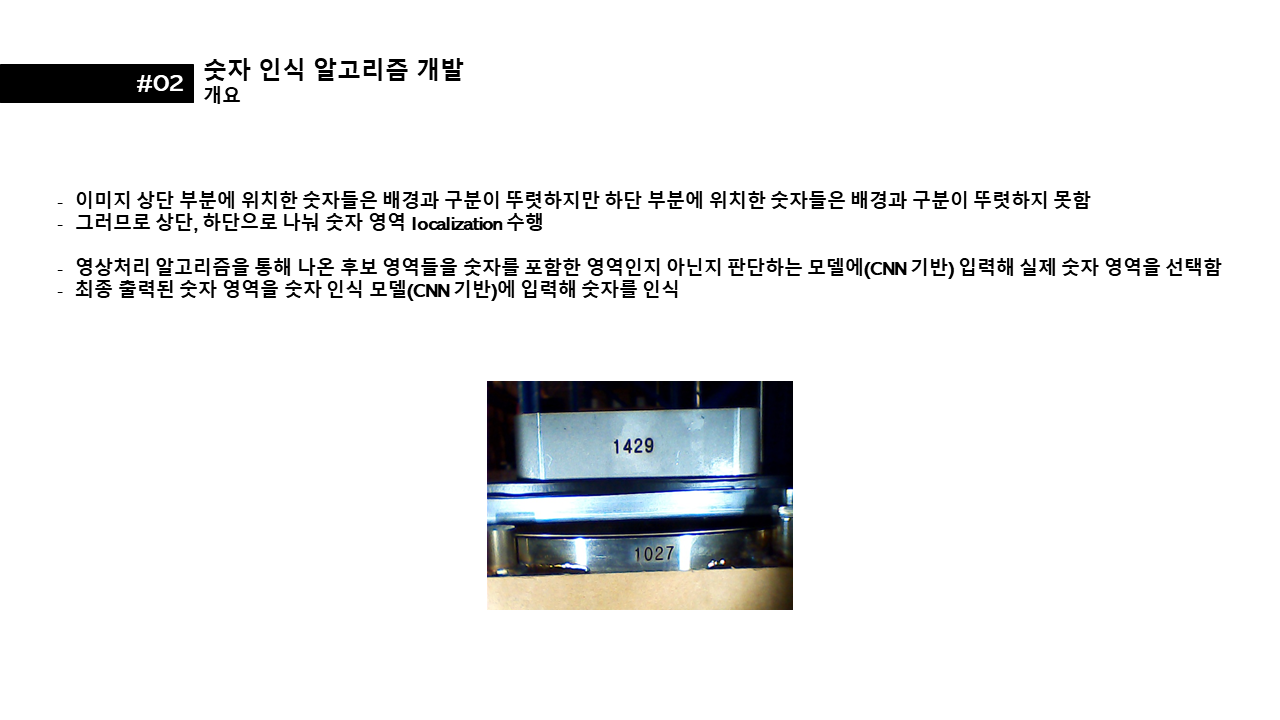 #02
숫자 인식 알고리즘 개발
개요
- 이미지 상단 부분에 위치한 숫자들은 배경과 구분이 뚜렷하지만 하단 부분에 위치한 숫자들은 배경과 구분이 뚜렷하지 못함
- 그러므로 상단, 하단으로 나눠 숫자 영역 localization 수행
- 영상처리 알고리즘을 통해 나온 후보 영역들을 숫자를 포함한 영역인지 아닌지 판단하는 모델에(CNN 기반) 입력해 실제 숫자 영역을 선택함
- 최종 출력된 숫자 영역을 숫자 인식 모델(CNN 기반)에 입력해 숫자를 인식
1429
1027